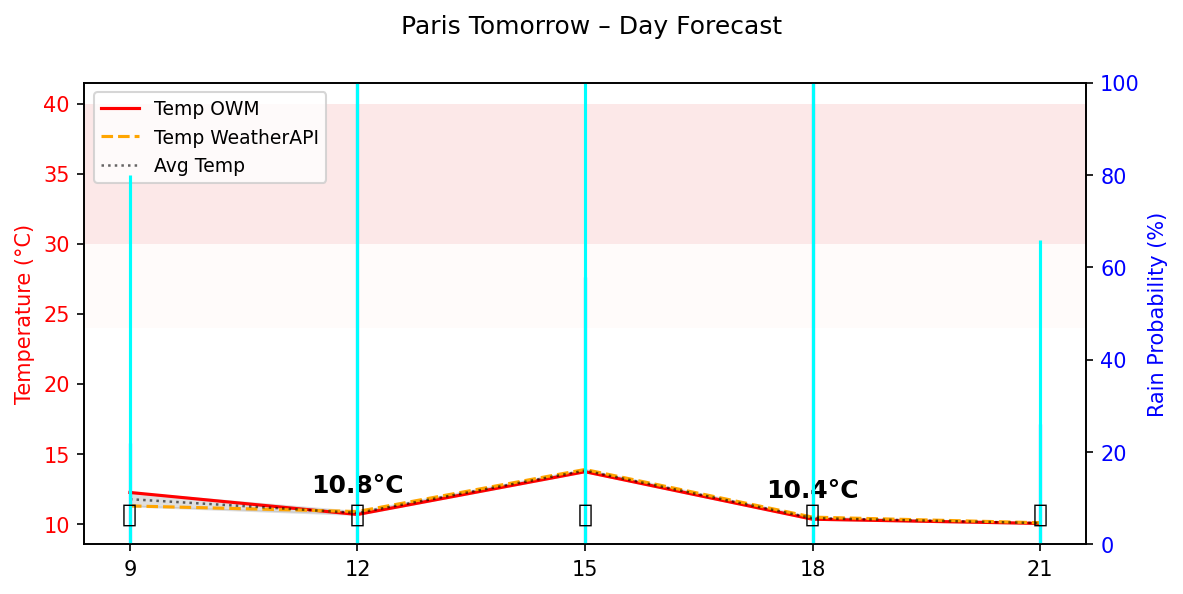 Paris Tomorrow – Day Forecast
Temp OWM
Temp WeatherAPI
Avg Temp
Temperature (°C)
40
35
30
25
20
15
10
Rain Probability (%)
100
80
60
40
20
0
10.8°C
10.4°C
9
12
15
18
21